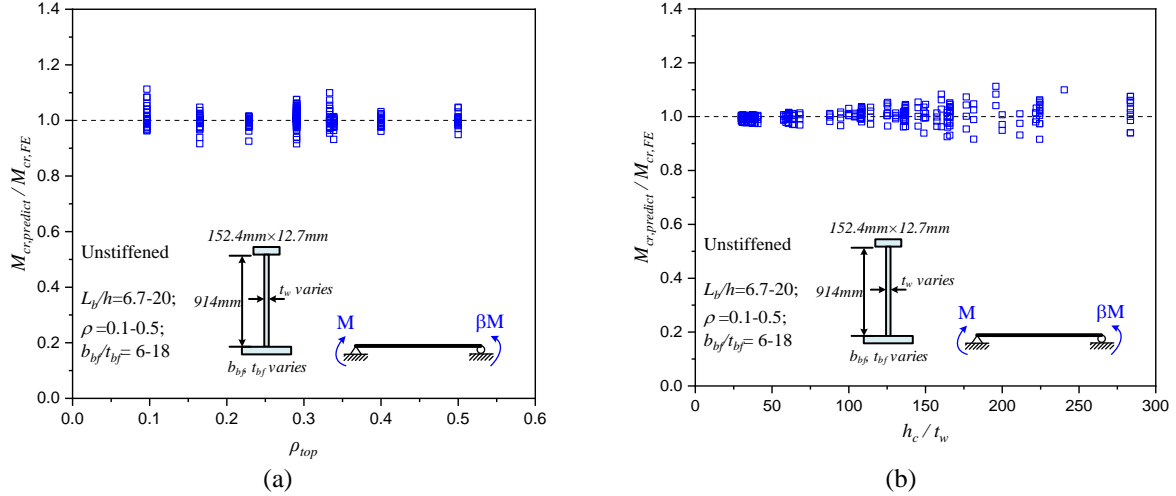 1.4
1.2
1.0
0.8
0.6
0.4
0.2
0.0
M_cr,predict / M_cr,FE
152.4mm×12.7mm
Unstiffened
t_w varies
914mm
L_b/h=6.7-20;
ρ =0.1-0.5;
b_bf/t_bf= 6-18
b_bf, t_bf varies
M
βM
0.0 0.1 0.2 0.3 0.4 0.5 0.6
ρ_top
(a)
1.4
1.2
1.0
0.8
0.6
0.4
0.2
0.0
M_cr,predict / M_cr,FE
152.4mm×12.7mm
Unstiffened
t_w varies
914mm
L_b/h=6.7-20;
ρ =0.1-0.5;
b_bf/t_bf= 6-18
b_bf, t_bf varies
M
βM
0 50 75 100 125 150 175 200 225 250 275 300
h_c / t_w
(b)